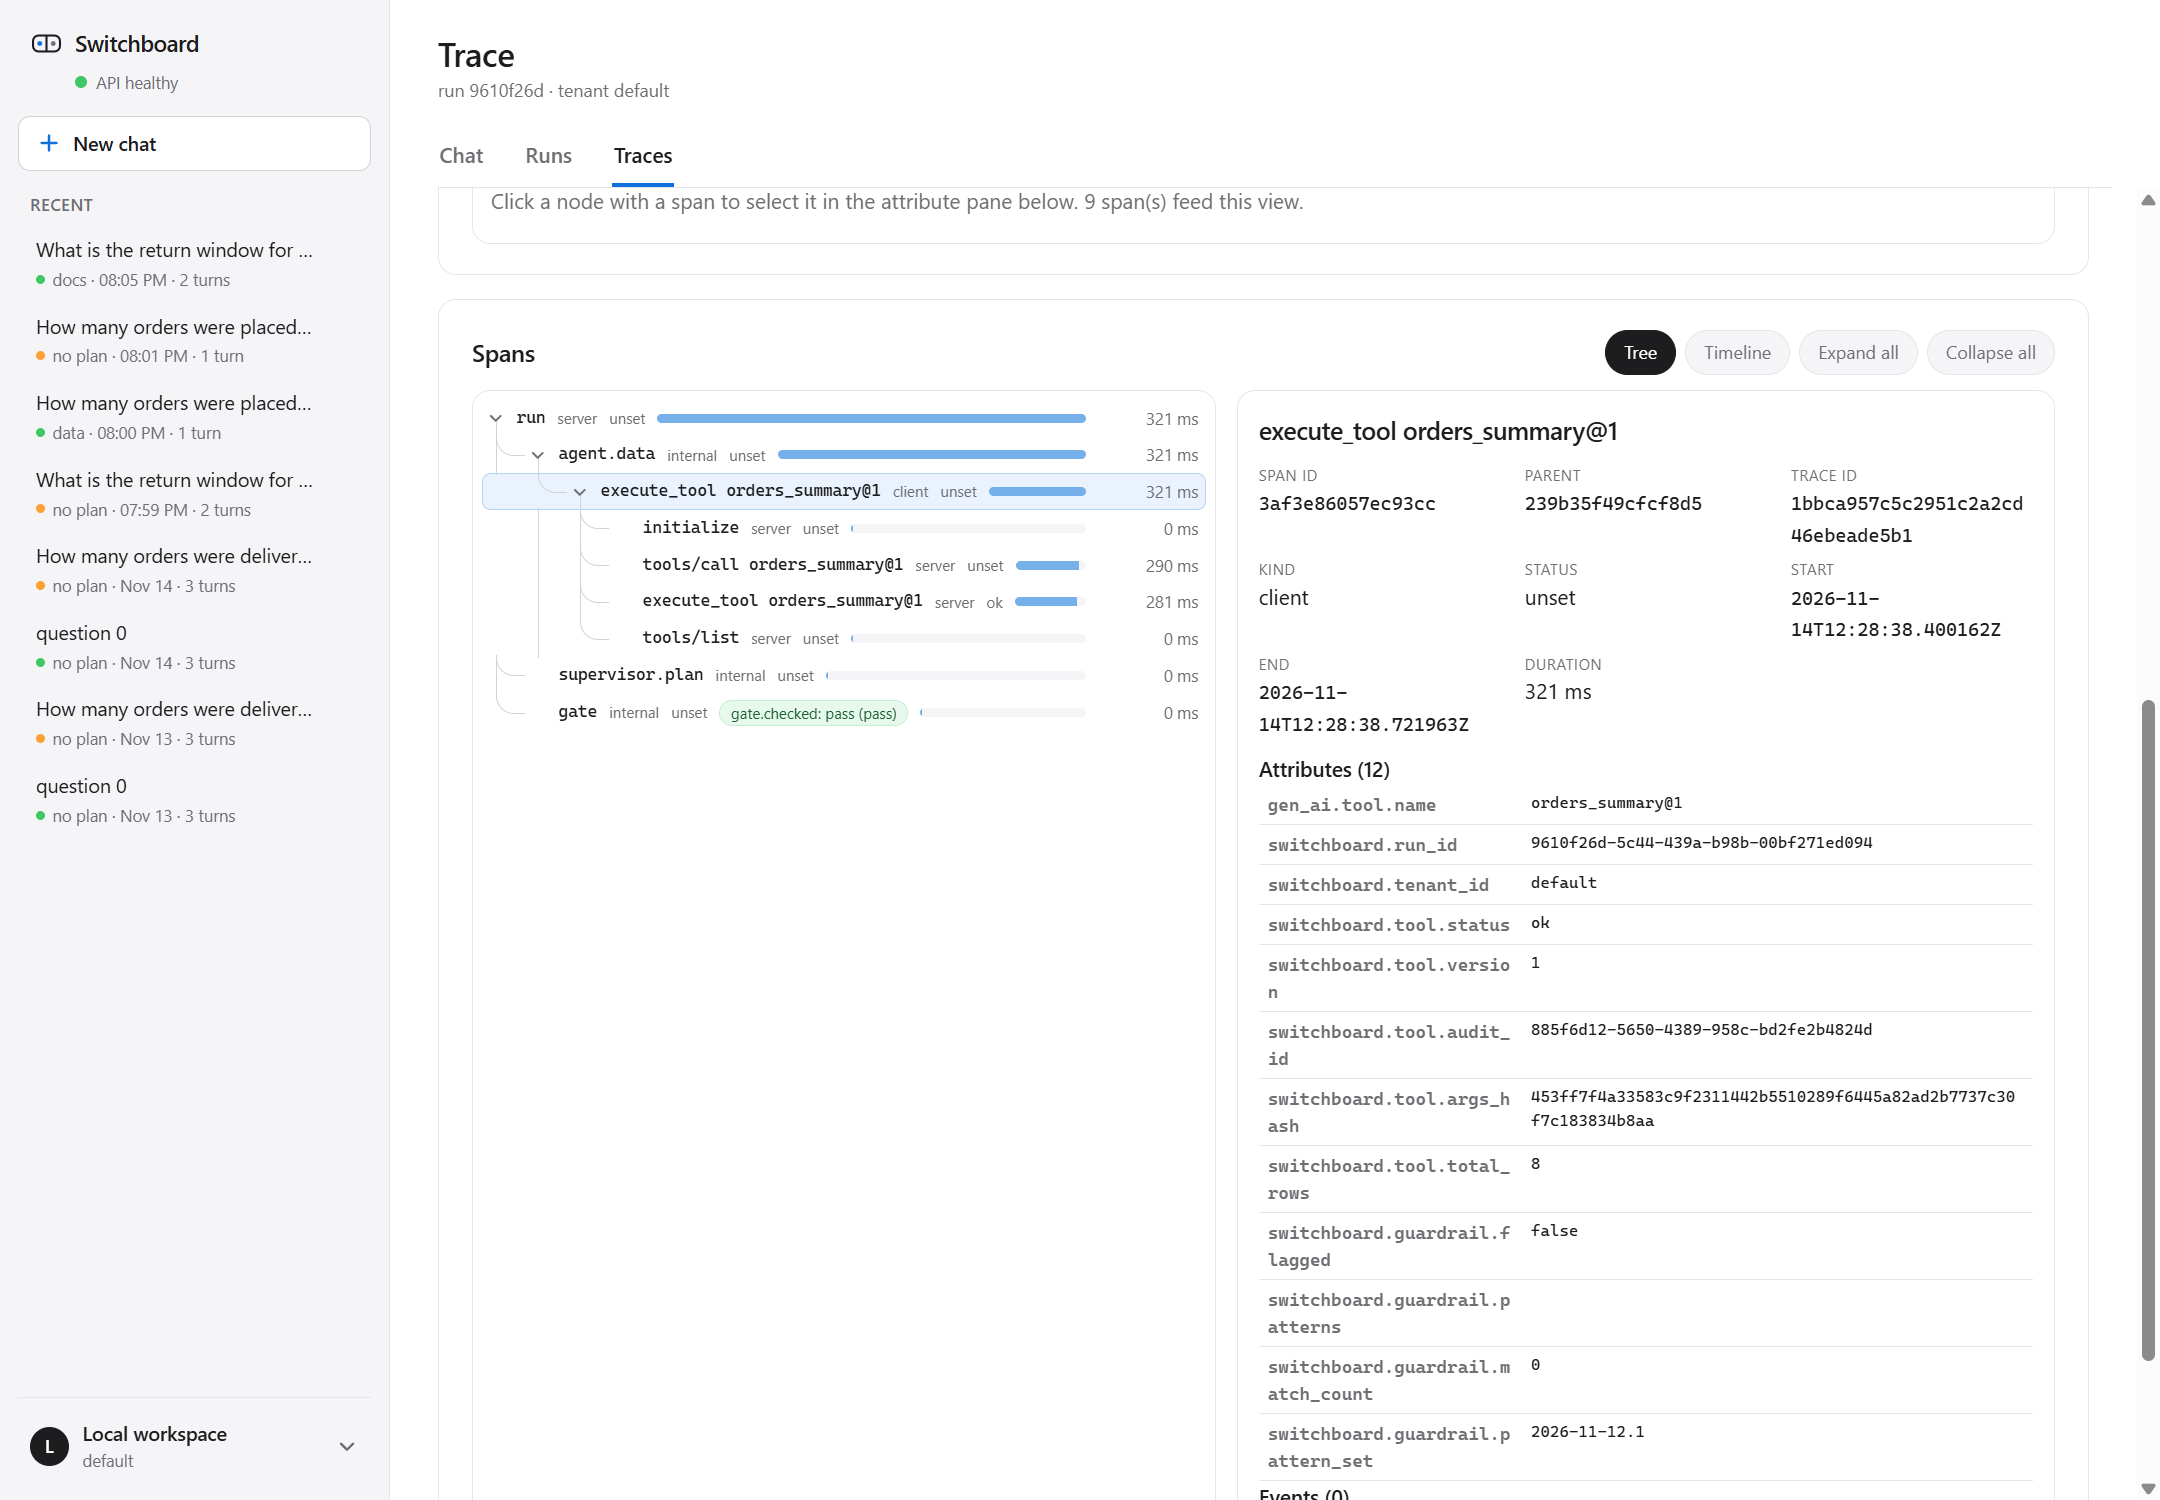 Switchboard
API healthy
New chat
RECENT
What is the return window for ...
docs · 08:05 PM · 2 turns
How many orders were placed...
no plan · 08:01 PM · 1 turn
How many orders were placed...
data · 08:00 PM · 1 turn
What is the return window for ...
no plan · 07:59 PM · 2 turns
How many orders were deliver...
no plan · Nov 14 · 3 turns
question 0
no plan · Nov 14 · 3 turns
How many orders were deliver...
no plan · Nov 13 · 3 turns
question 0
no plan · Nov 13 · 3 turns
L
Local workspace
default
Trace
run 9610f26d · tenant default
Chat Runs Traces
Click a node with a span to select it in the attribute pane below. 9 span(s) feed this view.
Spans
Tree Timeline Expand all Collapse all
run server unset 321 ms
agent.data internal unset 321 ms
execute_tool orders_summary@1 client unset 321 ms
initialize server unset 0 ms
tools/call orders_summary@1 server unset 290 ms
execute_tool orders_summary@1 server ok 281 ms
tools/list server unset 0 ms
supervisor.plan internal unset 0 ms
gate internal unset gate.checked: pass (pass) 0 ms
execute_tool orders_summary@1
SPAN ID PARENT TRACE ID
3af3e86057ec93cc 239b35f49cfcf8d5 1bbca957c5c2951c2a2cd
46ebeade5b1
KIND STATUS START
client unset 2026-11-
14T12:28:38.400162Z
END DURATION
2026-11- 321 ms
14T12:28:38.721963Z
Attributes (12)
gen_ai.tool.name orders_summary@1
switchboard.run_id 9610f26d-5c44-439a-b98b-00bf271ed094
switchboard.tenant_id default
switchboard.tool.status ok
switchboard.tool.versio 1
n
switchboard.tool.audit_ 885f6d12-5650-4389-958c-bd2fe2b4824d
id
switchboard.tool.args_h 453ff7f4a33583c9f2311442b5510289f6445a82ad2b7737c30
ash f7c183834b8aa
switchboard.tool.total_ 8
rows
switchboard.guardrail.f false
lagged
switchboard.guardrail.p
atterns
switchboard.guardrail.m 0
atch_count
switchboard.guardrail.p 2026-11-12.1
attern_set
Events (0)